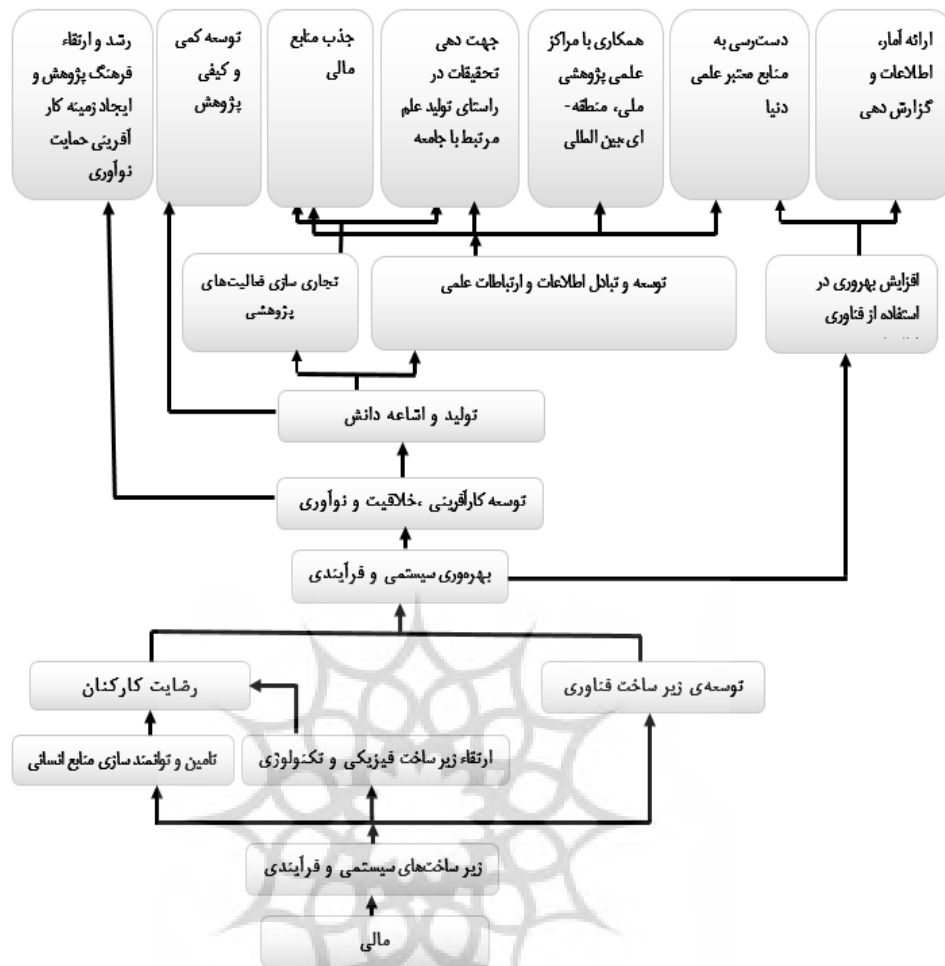 ارائه آمار،
اطلاعات و
گزارش دهی
دست‌رسی به
منابع معتبر علمی
دنیا
همکاری با مراکز
علمی پژوهشی
ملی، منطقه-
ای،بین المللی
جهت دهی
تحقیقات در
راستای تولید علم
مرتبط با جامعه
جذب منابع
مالی
توسعه کمی
و کیفی
پژوهش
رشد و ارتقاء
فرهنگ پژوهش و
ایجاد زمینه کار
آفرینی حمایت
نوآوری
افزایش بهروری در
استفاده از فناوری
توسعه و تبادل اطلاعات و ارتباطات علمی
تجاری سازی فعالیت‌های
پژوهشی
تولید و اشاعه دانش
توسعه کارآفرینی ،خلاقیت و نوآوری
بهره‌وری سیستمی و فرآیندی
توسعه‌ی زیر ساخت فناوری
رضایت کارکنان
ارتقاء زیر ساخت فیزیکی و تکنولوژی
تامین و توانمند سازی منابع انسانی
زیر ساخت‌های سیستمی و فرآیندی
مالی